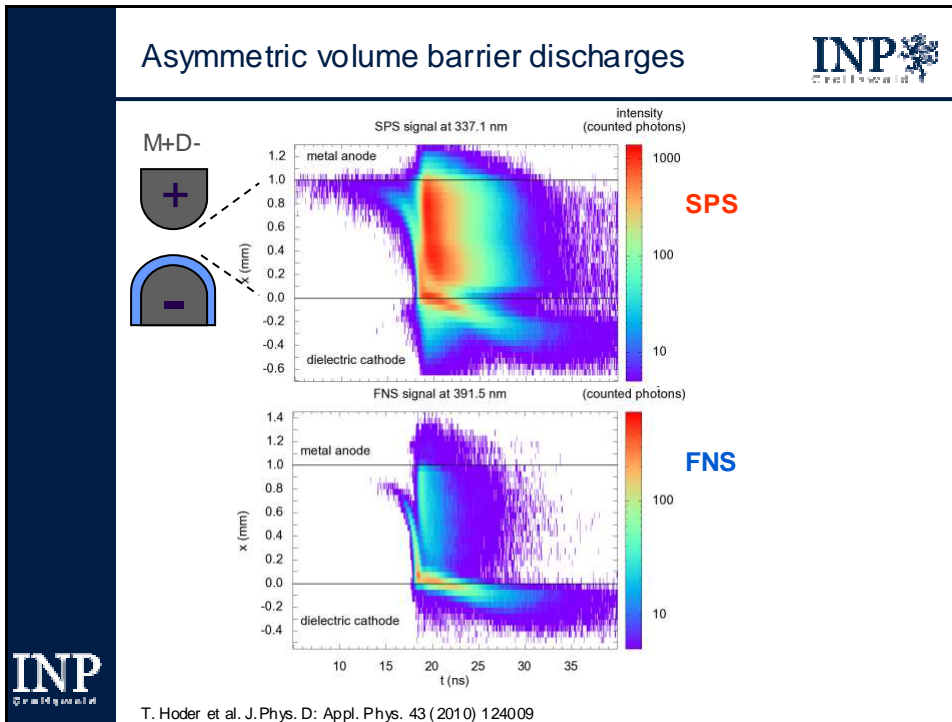 Asymmetric volume barrier discharges
INP
Greifswald
M+D-
+
-
SPS signal at 337.1 nm
intensity
(counted photons)
metal anode
dielectric cathode
x (mm)
1.2
1.0
0.8
0.6
0.4
0.2
0.0
-0.2
-0.4
-0.6
1000
100
10
SPS
FNS signal at 391.5 nm
(counted photons)
metal anode
dielectric cathode
x (mm)
1.4
1.2
1.0
0.8
0.6
0.4
0.2
0.0
-0.2
-0.4
100
10
FNS
10 15 20 25 30 35
t (ns)
INP
Greifswald
T. Hoder et al. J.Phys. D: Appl. Phys. 43 (2010) 124009